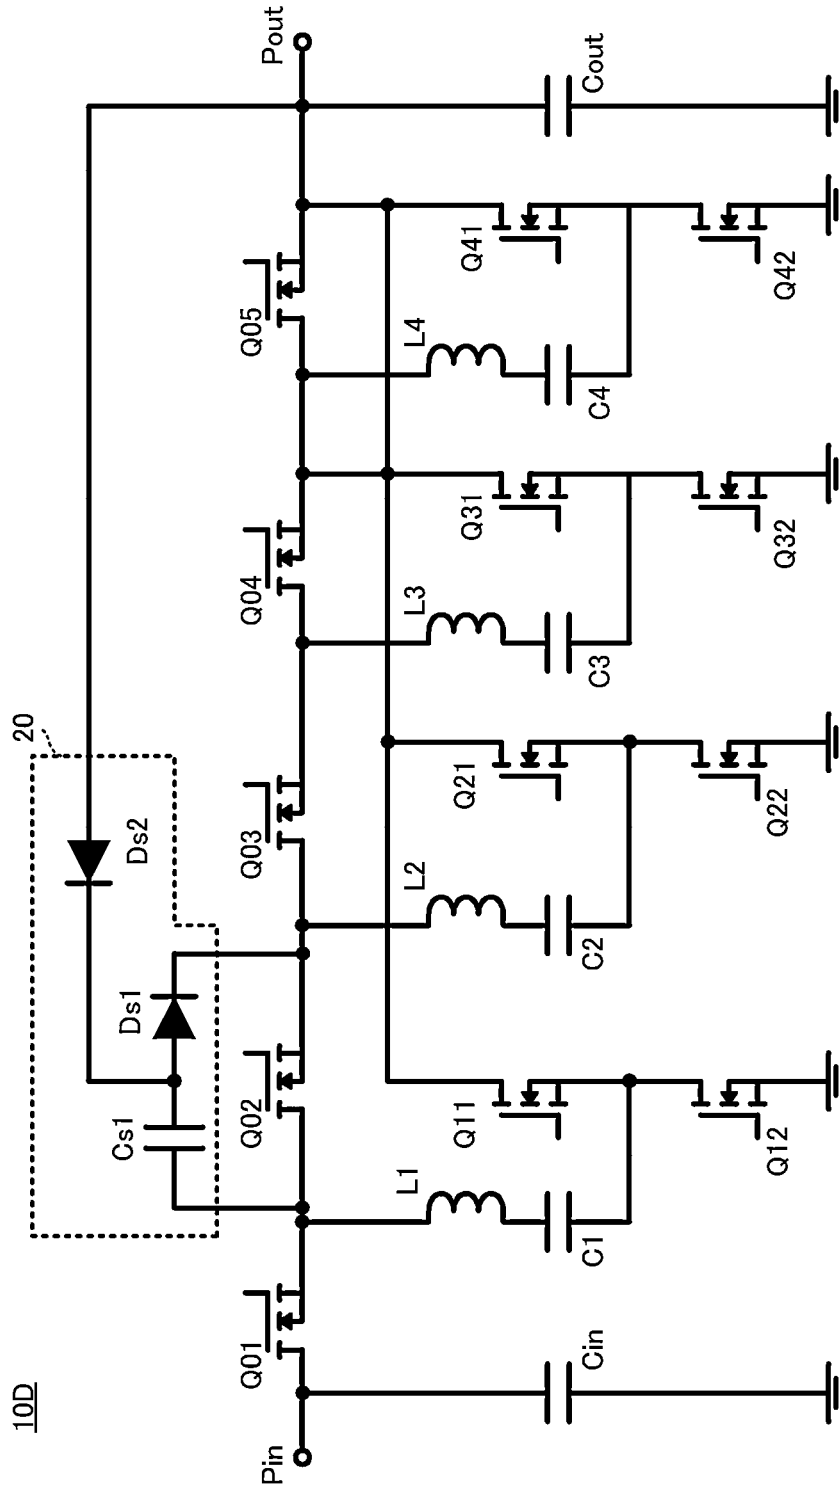 10D
20
Ds2
Cs1
Ds1
Pin
Q01
Q02
Q03
Q04
Q05
Pout
Cin
L1
C1
Q11
Q12
L2
C2
Q21
Q22
L3
C3
Q31
Q32
L4
C4
Q41
Q42
Cout